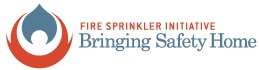 FIRE SPRINKLER INITIATIVE
Bringing Safety Home